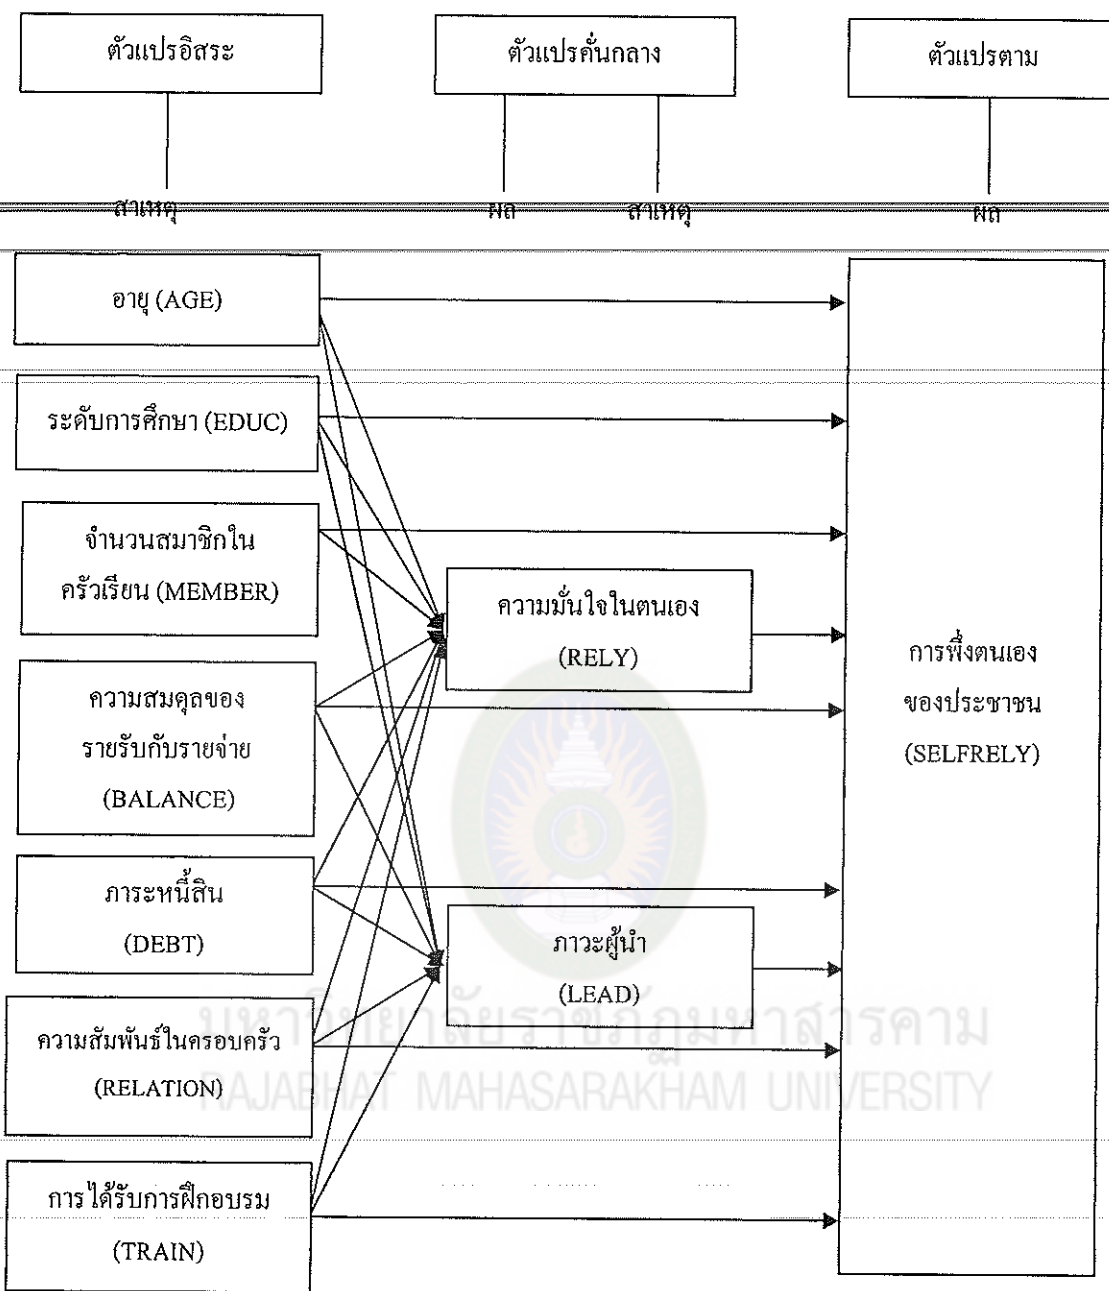 ตัวแปรอิสระ
ตัวแปรคั่นกลาง
ตัวแปรตาม
สาเหตุ
ผล
สาเหตุ
ผล
อายุ (AGE)
ระดับการศึกษา (EDUC)
จำนวนสมาชิกใน
ครัวเรียน (MEMBER)
ความสมดุลของ
รายรับกับรายจ่าย
(BALANCE)
ภาระหนี้สิน
(DEBT)
ความสัมพันธ์ในครอบครัว
(RELATION)
การได้รับการฝึกอบรม
(TRAIN)
ความมั่นใจในตนเอง
(RELY)
ภาวะผู้นำ
(LEAD)
การพึ่งตนเอง
ของประชาชน
(SELFRELY)
มหาวิทยาลัยราชภัฏมหาสารคาม
RAJABHAT MAHASARAKHAM UNIVERSITY